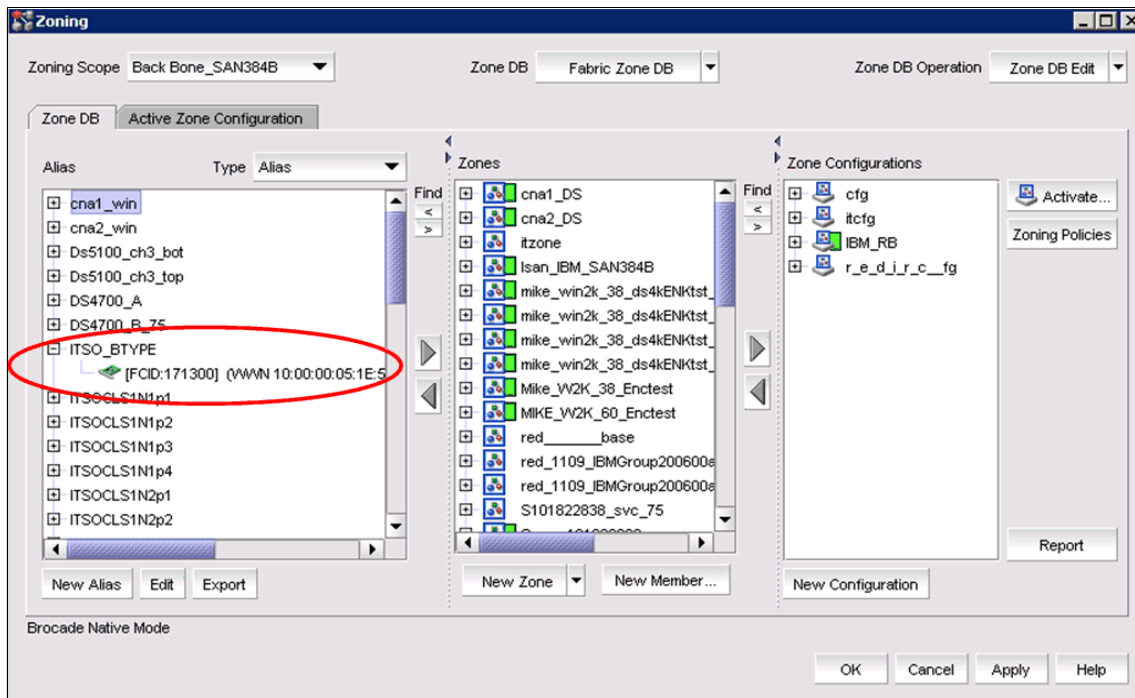 Zoning
Zoning Scope Back Bone_SAN384B Zone DB Fabric Zone DB Zone DB Operation Zone DB Edit
Zone DB Active Zone Configuration
Alias Type Alias
cna1_win
cna2_win
Ds5100_ch3_bot
Ds5100_ch3_top
DS4700_A
DS4700_B_75
ITSO_BTYPE
[FCID:171300] (WWN 10:00:00:05:1E:5
ITSOCLS1N1p1
ITSOCLS1N1p2
ITSOCLS1N1p3
ITSOCLS1N1p4
ITSOCLS1N2p1
ITSOCLS1N2p2
New Alias Edit Export
Find
<
>
Zones
cna1_DS
cna2_DS
itzone
lsan_IBM_SAN384B
mike_win2k_38_ds4kENKtst_
mike_win2k_38_ds4kENKtst_
mike_win2k_38_ds4kENKtst_
mike_win2k_38_ds4kENKtst_
Mike_W2K_38_Enctest
MIKE_W2K_60_Enctest
red_______base
red_1109_IBMGroup200600a
red_1109_IBMGroup200600a
S101822838_svc_75
New Zone New Member...
Find
<
>
Zone Configurations
cfg
itcfg
IBM_RB
r_e_d_i_r_c__fg
New Configuration
Activate...
Zoning Policies
Report
Brocade Native Mode
OK Cancel Apply Help